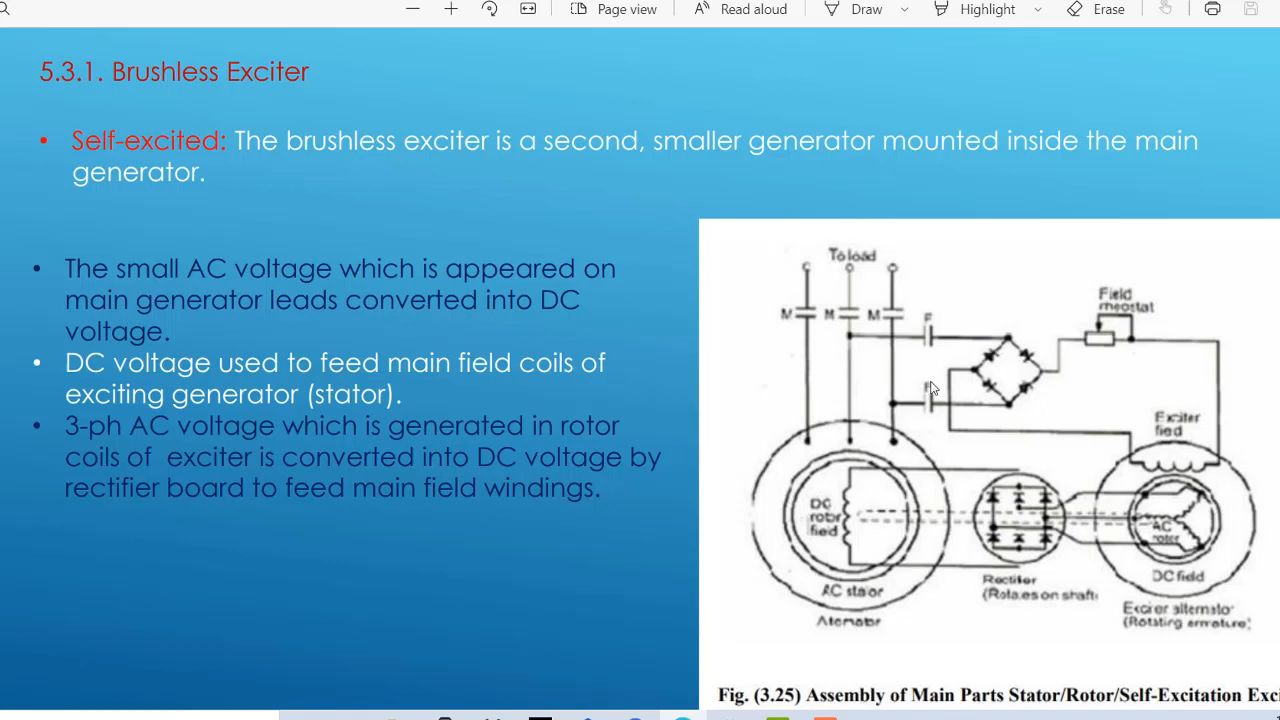 Page view
Read aloud
Draw
Highlight
Erase
5.3.1. Brushless Exciter
• Self-excited: The brushless exciter is a second, smaller generator mounted inside the main
generator.
• The small AC voltage which is appeared on
main generator leads converted into DC
voltage.
• DC voltage used to feed main field coils of
exciting generator (stator).
• 3-ph AC voltage which is generated in rotor
coils of exciter is converted into DC voltage by
rectifier board to feed main field windings.
To load
M
M
M
F
Field
rheostat
Exciter
field
DC
rotor
field
AC
rotor
AC stator
Rectifier
(Rotates on shaft)
DC field
Alternator
Exciter alternator
(Rotating armature)
Fig. (3.25) Assembly of Main Parts Stator/Rotor/Self-Excitation Exci